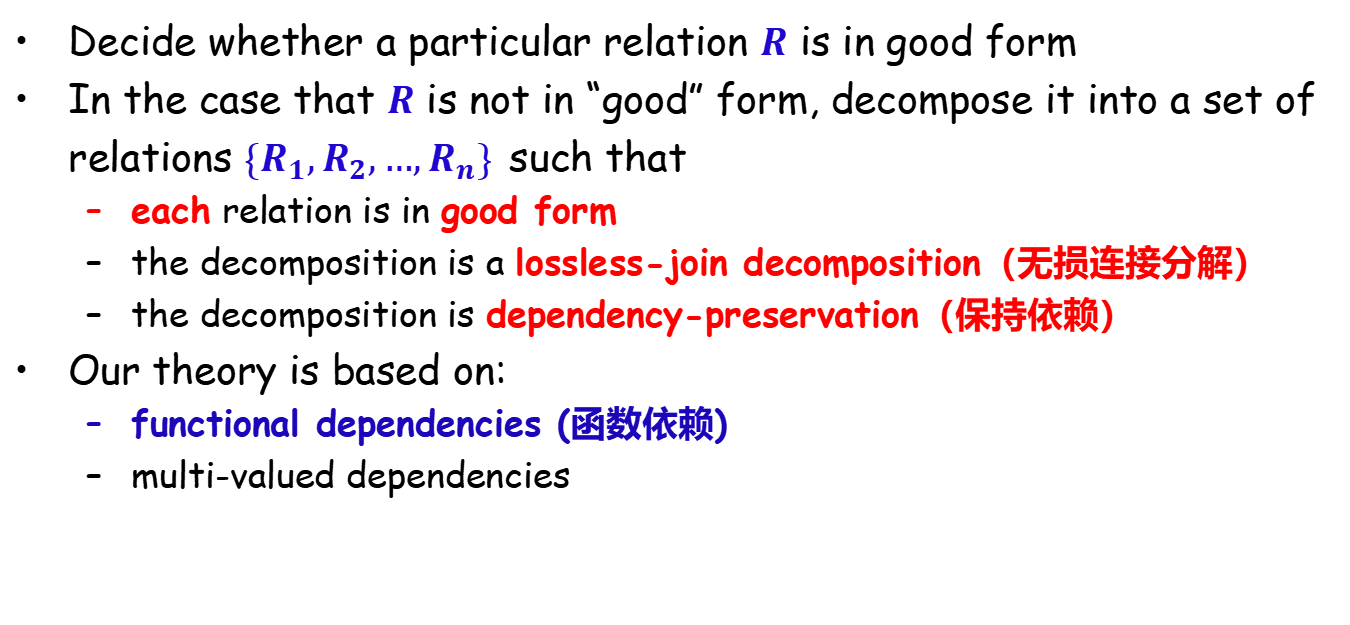 • Decide whether a particular relation R is in good form
• In the case that R is not in “good” form, decompose it into a set of
relations {R₁, R₂, …, Rₙ} such that
– each relation is in good form
– the decomposition is a lossless-join decomposition (无损连接分解)
– the decomposition is dependency-preservation (保持依赖)
• Our theory is based on:
– functional dependencies (函数依赖)
– multi-valued dependencies